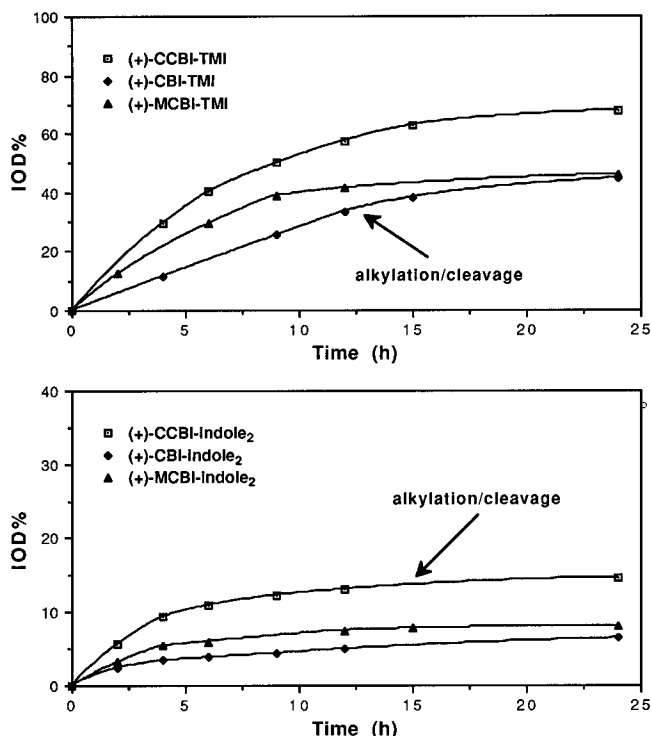 100
80
60
40
20
0
IOD%
(+)-CCBI-TMI
(+)-CBI-TMI
(+)-MCBI-TMI
alkylation/cleavage
0 5 10 15 20 25
Time (h)
40
30
20
10
0
IOD%
(+)-CCBI-indole2
(+)-CBI-indole2
(+)-MCBI-indole2
alkylation/cleavage
0 5 10 15 20 25
Time (h)